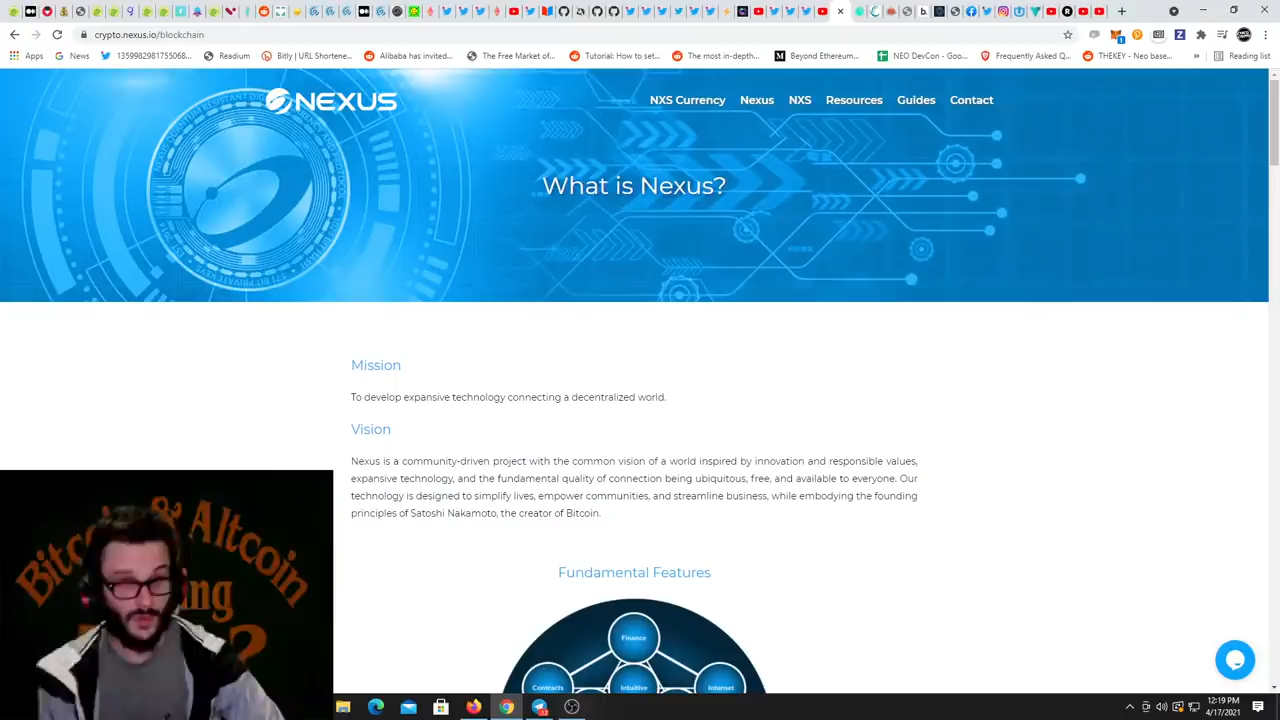 crypto.nexus.io/blockchain
Apps
News
1359982981755068...
Readium
Bitly | URL Shortene...
Alibaba has invited...
The Free Market of...
Tutorial: How to set...
The most in-depth...
Beyond Ethereum...
NEO DevCon - Goo...
Frequently Asked Q...
THEKEY - Neo base...
»
Reading list
NEXUS
NXS Currency
Nexus
NXS
Resources
Guides
Contact
What is Nexus?
Mission
To develop expansive technology connecting a decentralized world.
Vision
Nexus is a community-driven project with the common vision of a world inspired by innovation and responsible values,
expansive technology, and the fundamental quality of connection being ubiquitous, free, and available to everyone. Our
technology is designed to simplify lives, empower communities, and streamline business, while embodying the founding
principles of Satoshi Nakamoto, the creator of Bitcoin.
Fundamental Features
Finance
Contracts
Intuitive
Internet
Bitcoin & Altcoin
12:19 PM
4/17/2021